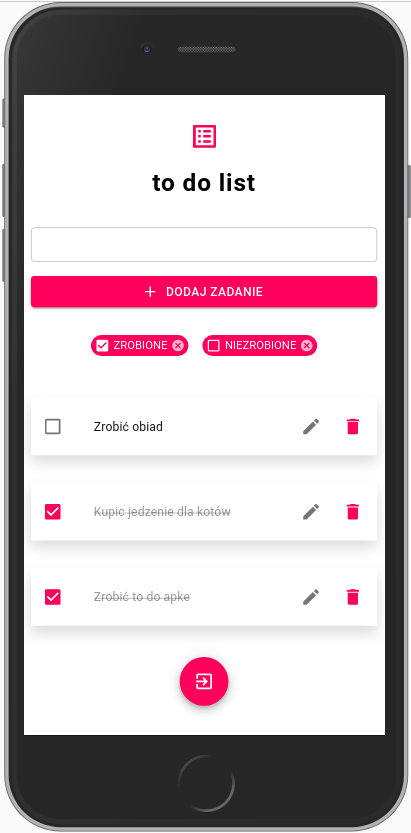 to do list
DODAJ ZADANIE
ZROBIONE NIEZROBIONE
Zrobić obiad
Kupic jedzenie dla kotów
Zrobić to do apke